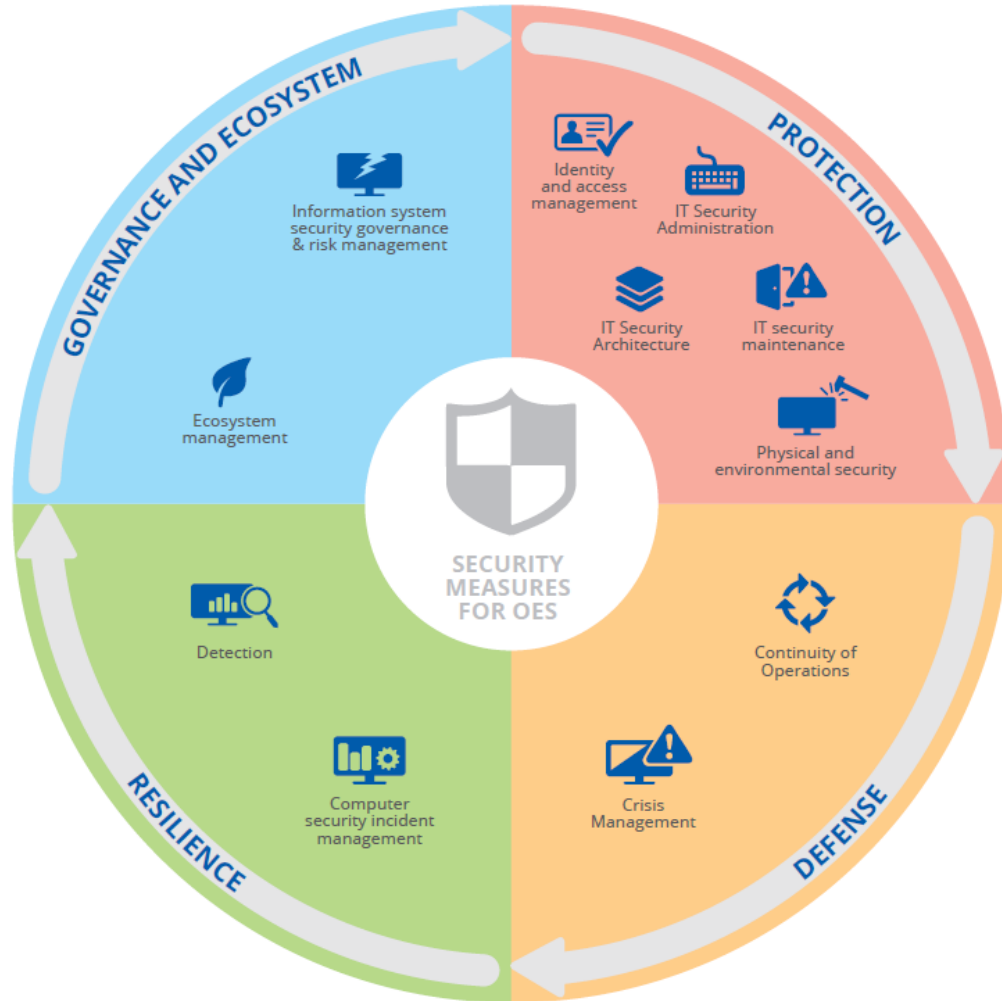 GOVERNANCE AND ECOSYSTEM
Information system
security governance
& risk management
Ecosystem
management
PROTECTION
Identity
and access
management
IT Security
Administration
IT Security
Architecture
IT security
maintenance
Physical and
environmental security
SECURITY
MEASURES
FOR OES
Continuity of
Operations
Crisis
Management
DEFENSE
Detection
Computer
security incident
management
RESILIENCE